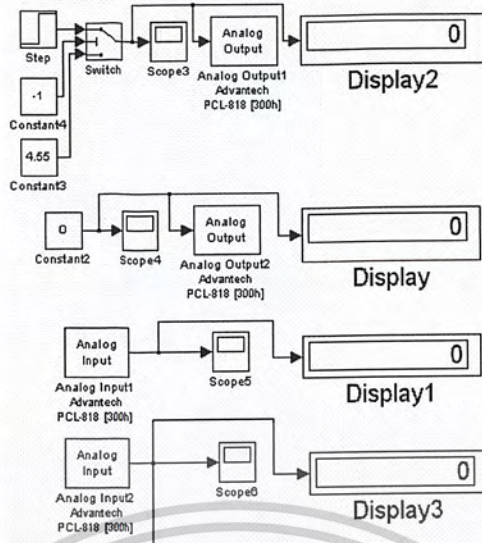 Step
Switch
Scope3
Analog
Output
Analog Output1
Advantech
PCL-818 [300h]
0
Display2
-1
Constant4
4.55
Constant3
0
Constant2
Scope4
Analog
Output
Analog Output2
Advantech
PCL-818 [300h]
0
Display
Analog
Input
Analog Input1
Advantech
PCL-818 [300h]
Scope5
0
Display1
Analog
Input
Analog Input2
Advantech
PCL-818 [300h]
Scope6
0
Display3